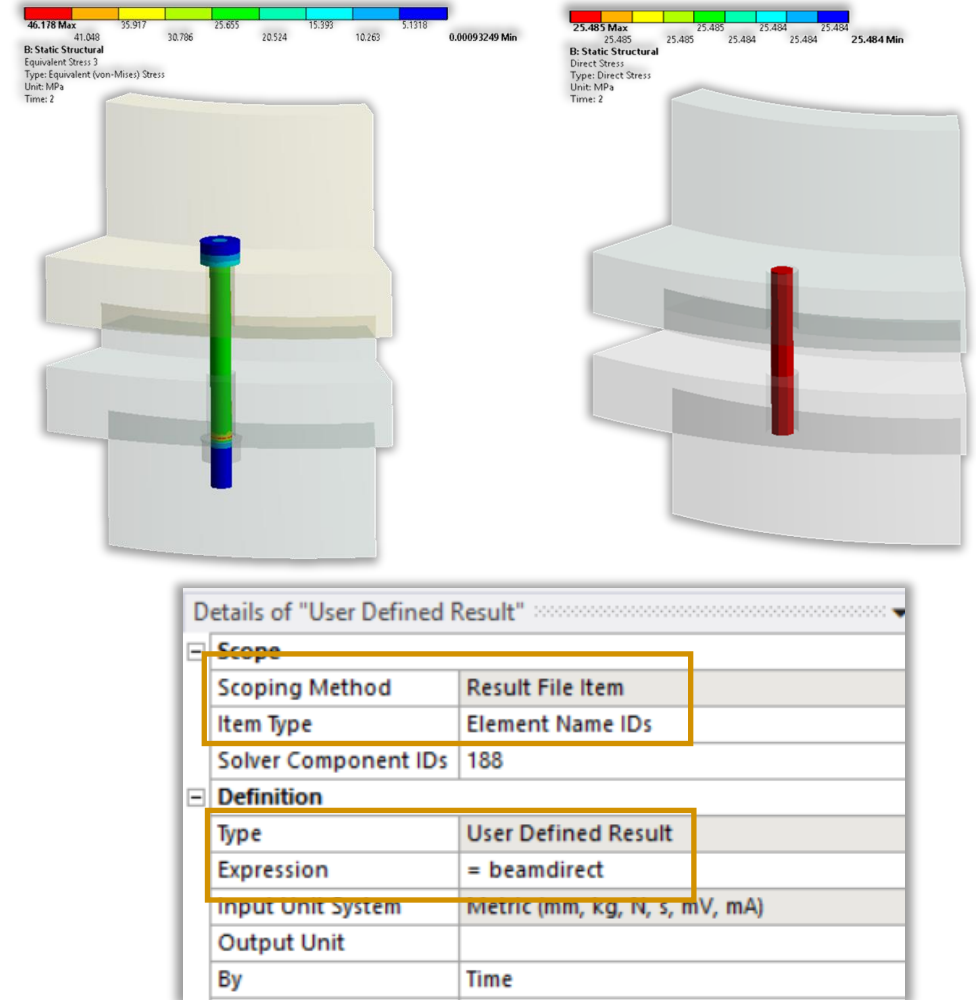 46.178 Max 35.917 25.655 15.393 5.1318
41.048 30.786 20.524 10.263 0.00093249 Min
B: Static Structural
Equivalent Stress 3
Type: Equivalent (von-Mises) Stress
Unit: MPa
Time: 2
25.485 Max 25.485 25.484 25.484
25.485 25.485 25.484 25.484 25.484 Min
B: Static Structural
Direct Stress
Type: Direct Stress
Unit: MPa
Time: 2
Details of "User Defined Result"
Scope
Scoping Method Result File Item
Item Type Element Name IDs
Solver Component IDs 188
Definition
Type User Defined Result
Expression = beamdirect
Input Unit System Metric (mm, kg, N, s, mV, mA)
Output Unit
By Time